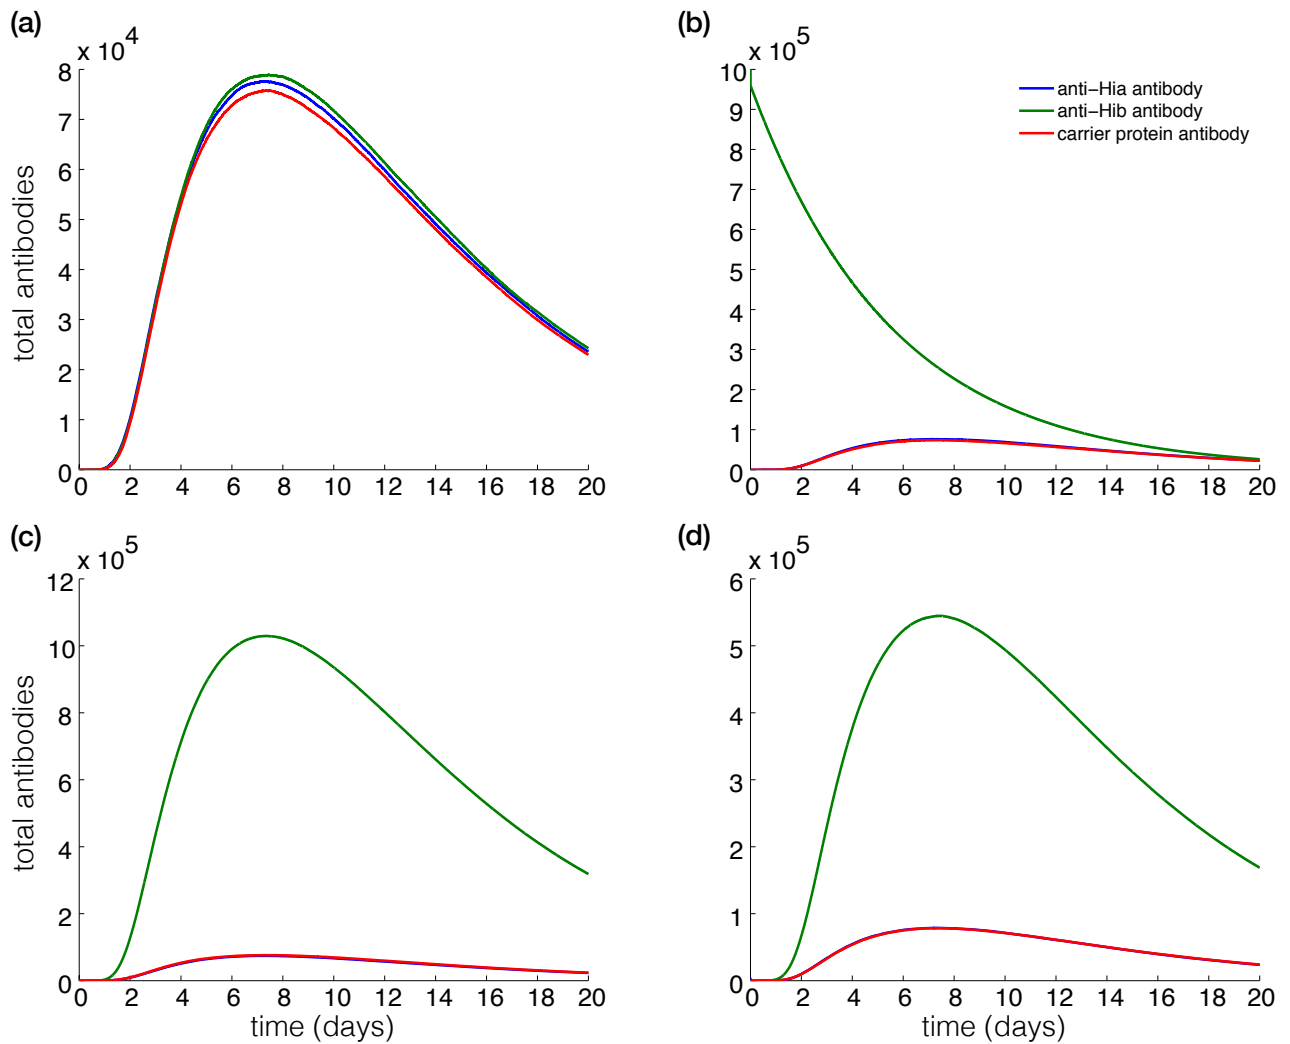 (a)
x 10^4
8
7
6
5
4
3
2
1
0
0 2 4 6 8 10 12 14 16 18 20
total antibodies
(b)
x 10^5
10
9
8
7
6
5
4
3
2
1
0
0 2 4 6 8 10 12 14 16 18 20
anti–Hia antibody
anti–Hib antibody
carrier protein antibody
(c)
x 10^5
12
10
8
6
4
2
0
0 2 4 6 8 10 12 14 16 18 20
total antibodies
time (days)
(d)
x 10^5
6
5
4
3
2
1
0
0 2 4 6 8 10 12 14 16 18 20
time (days)